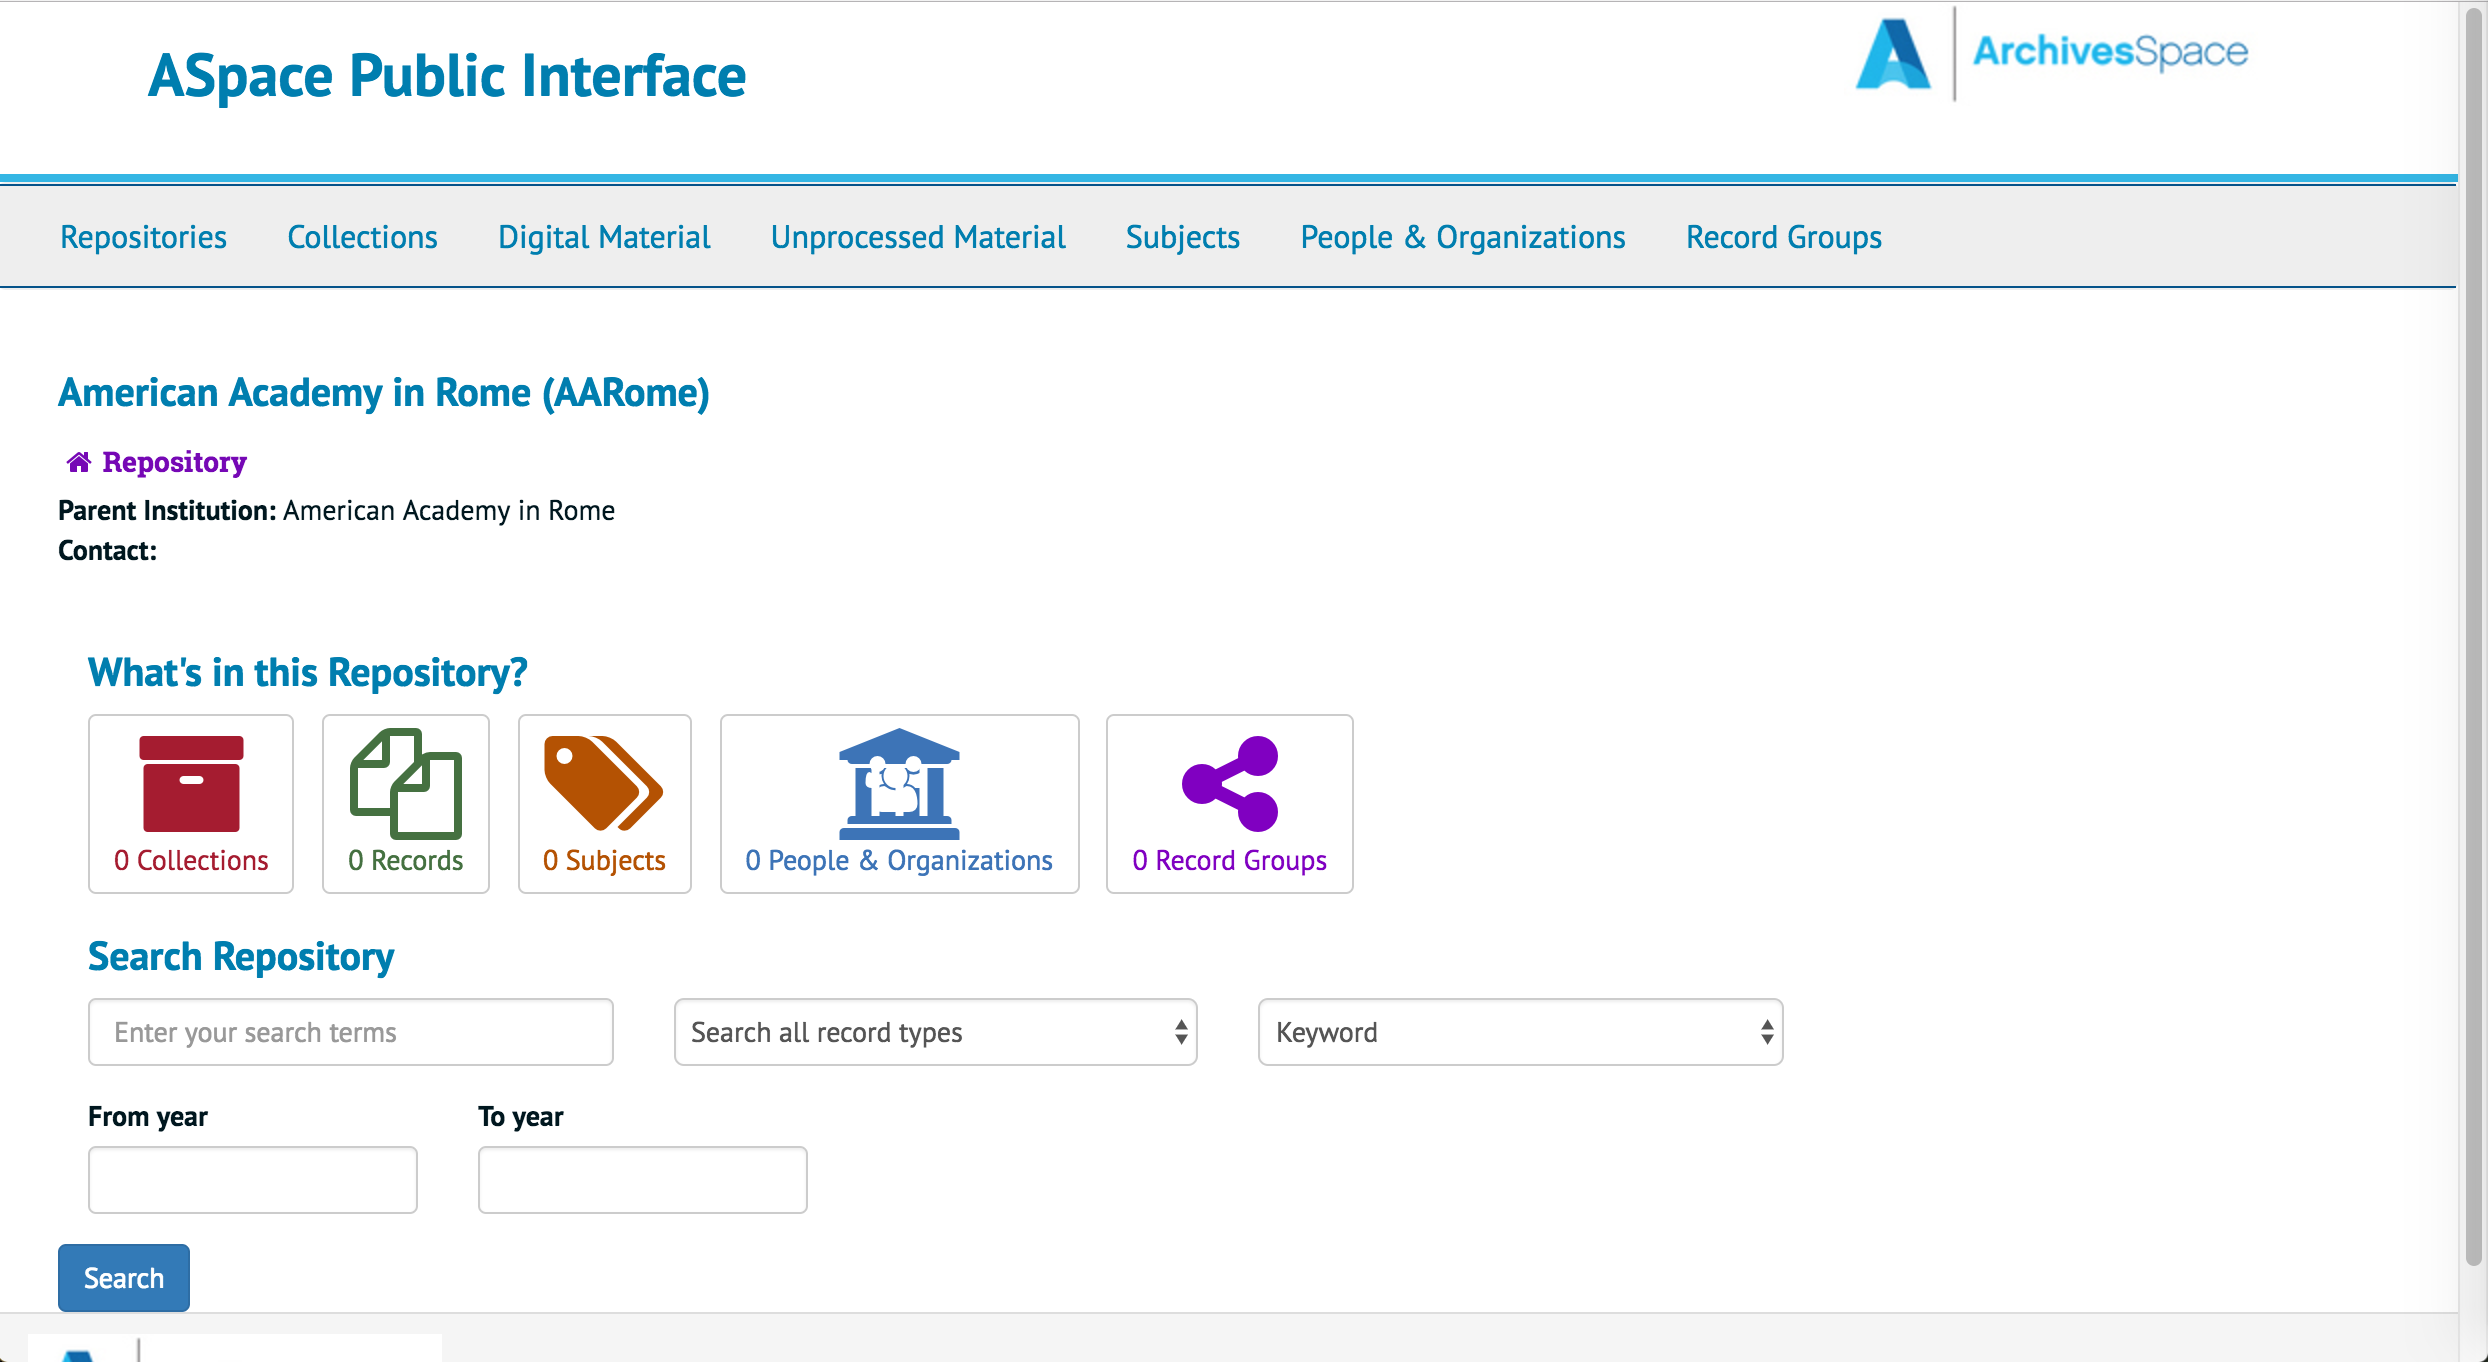 ASpace Public Interface
ArchivesSpace
Repositories Collections Digital Material Unprocessed Material Subjects People & Organizations Record Groups
American Academy in Rome (AARome)
Repository
Parent Institution: American Academy in Rome
Contact:
What's in this Repository?
0 Collections 0 Records 0 Subjects 0 People & Organizations 0 Record Groups
Search Repository
Enter your search terms Search all record types Keyword
From year To year
Search